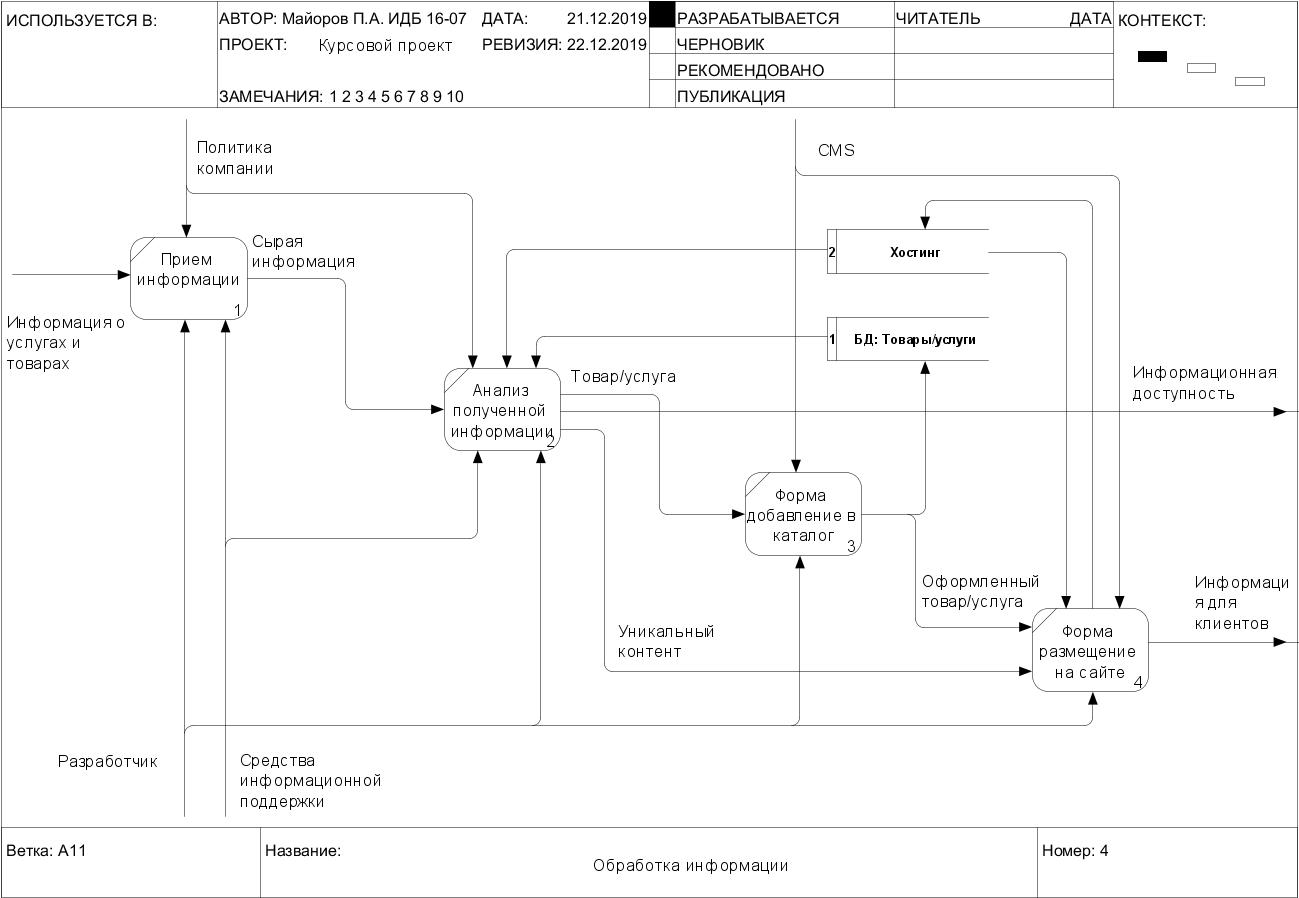 ИСПОЛЬЗУЕТСЯ В:
АВТОР: Майоров П.А. ИДБ 16-07
ДАТА: 21.12.2019
ПРОЕКТ: Курсовой проект
РЕВИЗИЯ: 22.12.2019
ЗАМЕЧАНИЯ: 1 2 3 4 5 6 7 8 9 10
РАЗРАБАТЫВАЕТСЯ
ЧЕРНОВИК
РЕКОМЕНДОВАНО
ПУБЛИКАЦИЯ
ЧИТАТЕЛЬ
ДАТА
КОНТЕКСТ:
Политика
компании
CMS
Прием
информации
1
Сырая
информация
2
Хостинг
Информация о
услугах и
товарах
1
БД: Товары/услуги
Анализ
полученной
информации
2
Товар/услуга
Информационная
доступность
Форма
добавление в
каталог
3
Оформленный
товар/услуга
Информаци
я для
клиентов
Уникальный
контент
Форма
размещение
на сайте
4
Разработчик
Средства
информационной
поддержки
Ветка: А11
Название:
Обработка информации
Номер: 4